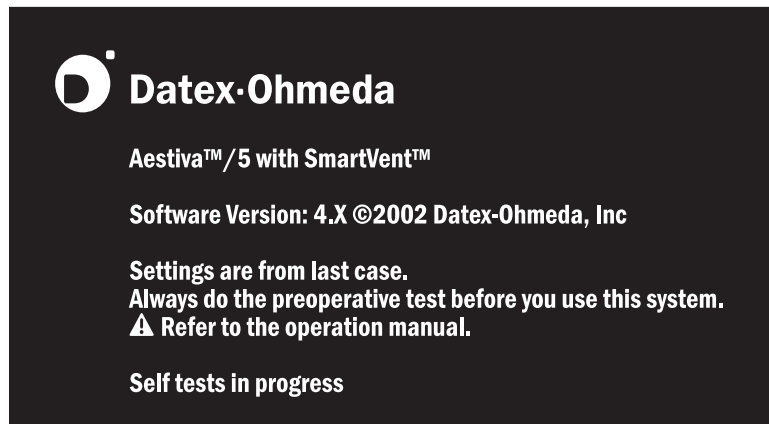 Datex·Ohmeda
Aestiva™/5 with SmartVent™
Software Version: 4.X ©2002 Datex-Ohmeda, Inc
Settings are from last case.
Always do the preoperative test before you use this system.
⚠ Refer to the operation manual.
Self tests in progress